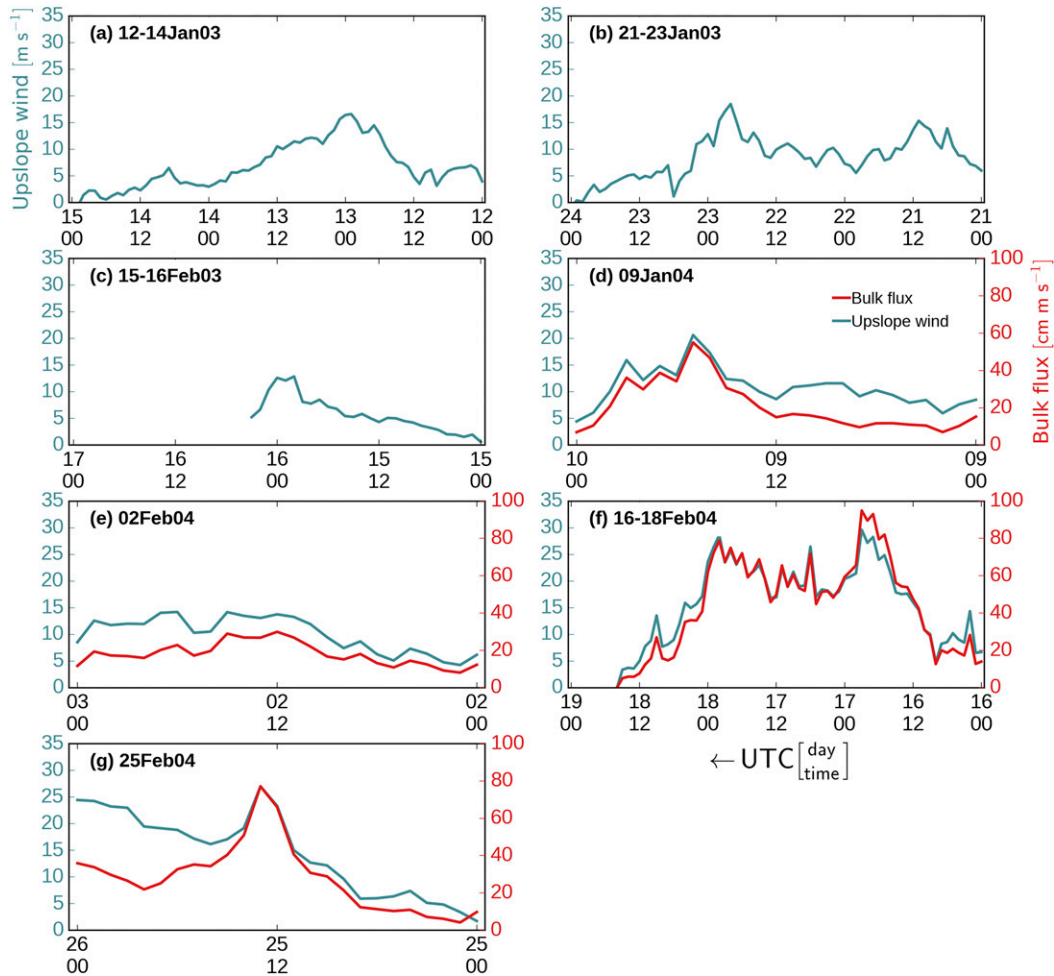 (a) 12-14Jan03
Upslope wind [m s⁻¹]
35
30
25
20
15
10
5
0
15 14 14 13 13 12
00 12 00 12 00 00
(b) 21-23Jan03
35
30
25
20
15
10
5
0
24 23 23 22 22 21 21
00 12 00 12 00 12 00
(c) 15-16Feb03
35
30
25
20
15
10
5
0
17 16 16 15 15
00 12 00 12 00
(d) 09Jan04
Bulk flux
Upslope wind
35
30
25
20
15
10
5
0
100
80
60
40
20
0
Bulk flux [cm m s⁻¹]
10 09 09
00 12 00
(e) 02Feb04
35
30
25
20
15
10
5
0
100
80
60
40
20
0
03 02 02
00 12 00
(f) 16-18Feb04
35
30
25
20
15
10
5
0
100
80
60
40
20
0
19 18 18 17 17 16 16
00 12 00 12 00 12 00
← UTC [day
time]
(g) 25Feb04
35
30
25
20
15
10
5
0
100
80
60
40
20
0
26 25 25
00 12 00